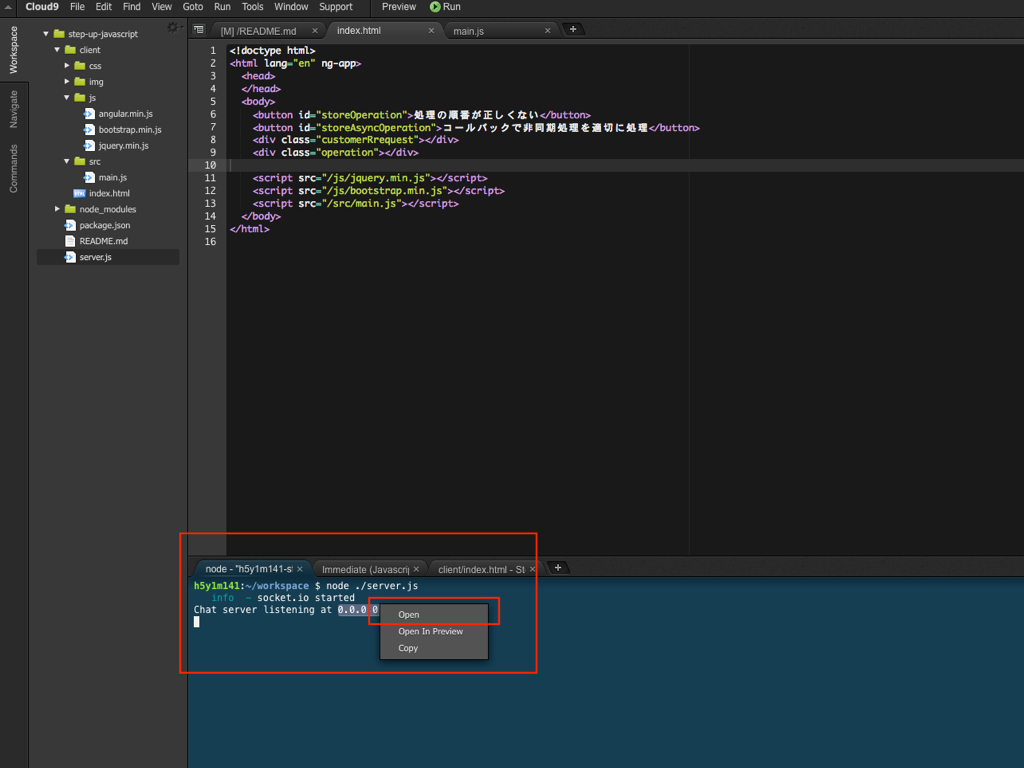 Cloud9 File Edit Find View Goto Run Tools Window Support Preview Run
Workspace
Navigate
Commands
step-up-javascript
client
css
img
js
angular.min.js
bootstrap.min.js
jquery.min.js
src
main.js
index.html
node_modules
package.json
README.md
server.js
[M] /README.md × index.html × main.js × +
1 <!doctype html>
2 <html lang="en" ng-app>
3 <head>
4 </head>
5 <body>
6 <button id="storeOperation">処理の順番が正しくない</button>
7 <button id="storeAsyncOperation">コールバックで非同期処理を適切に処理</button>
8 <div class="customerRrequest"></div>
9 <div class="operation"></div>
10
11 <script src="/js/jquery.min.js"></script>
12 <script src="/js/bootstrap.min.js"></script>
13 <script src="/src/main.js"></script>
14 </body>
15 </html>
16
node - "h5y1m141-st × Immediate (Javascrip × client/index.html - St × +
h5y1m141:~/workspace $ node ./server.js
info - socket.io started
Chat server listening at 0.0.0.0
Open
Open In Preview
Copy